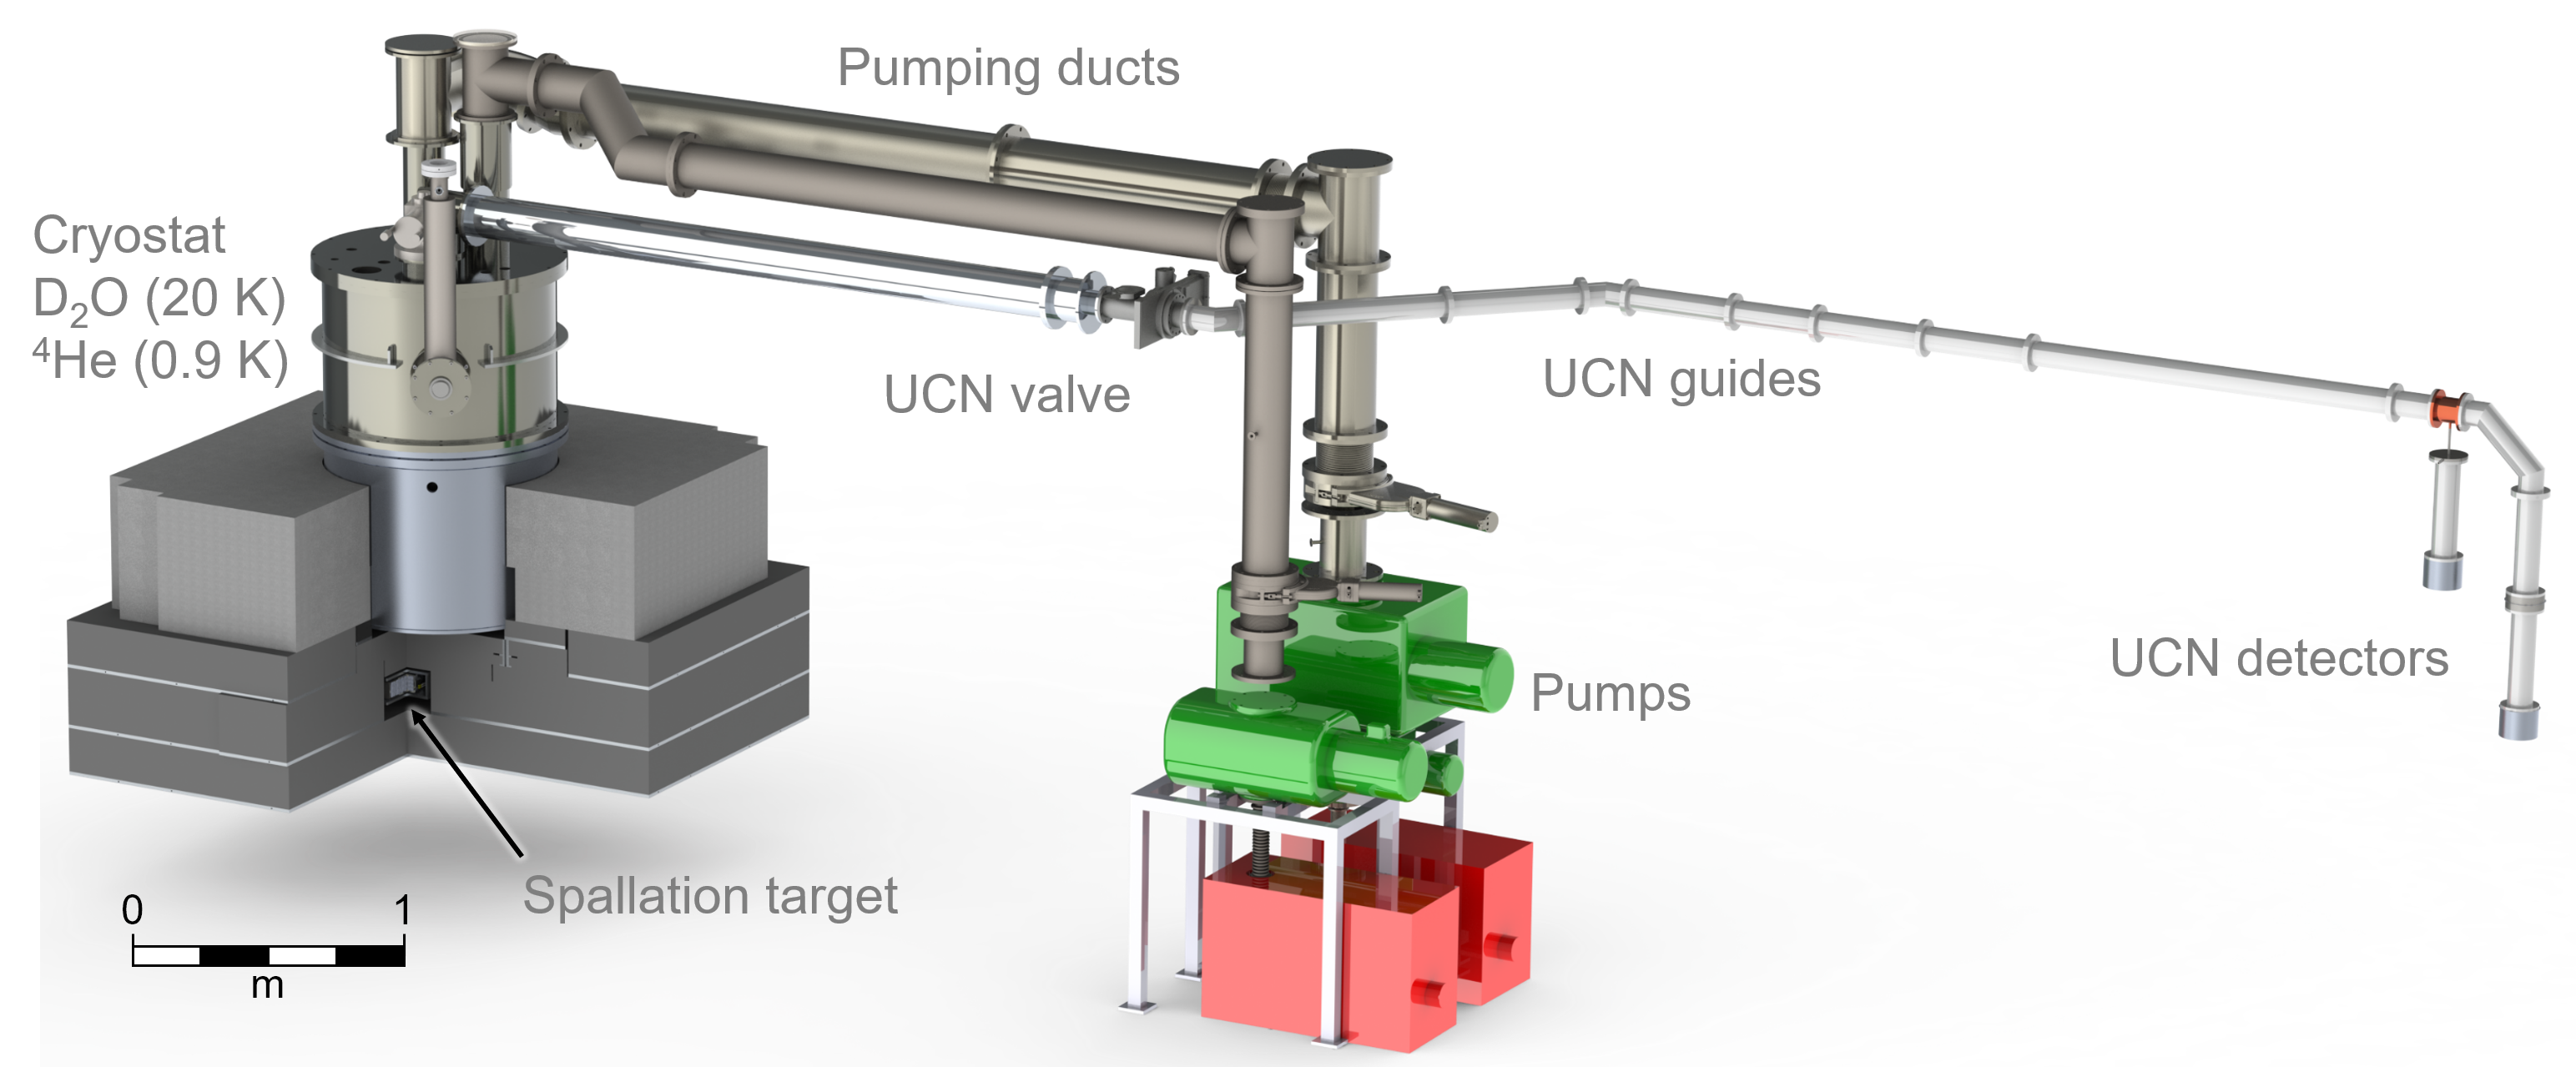 Pumping ducts
Cryostat
D₂O (20 K)
⁴He (0.9 K)
UCN valve
UCN guides
UCN detectors
Pumps
Spallation target
0 1
m